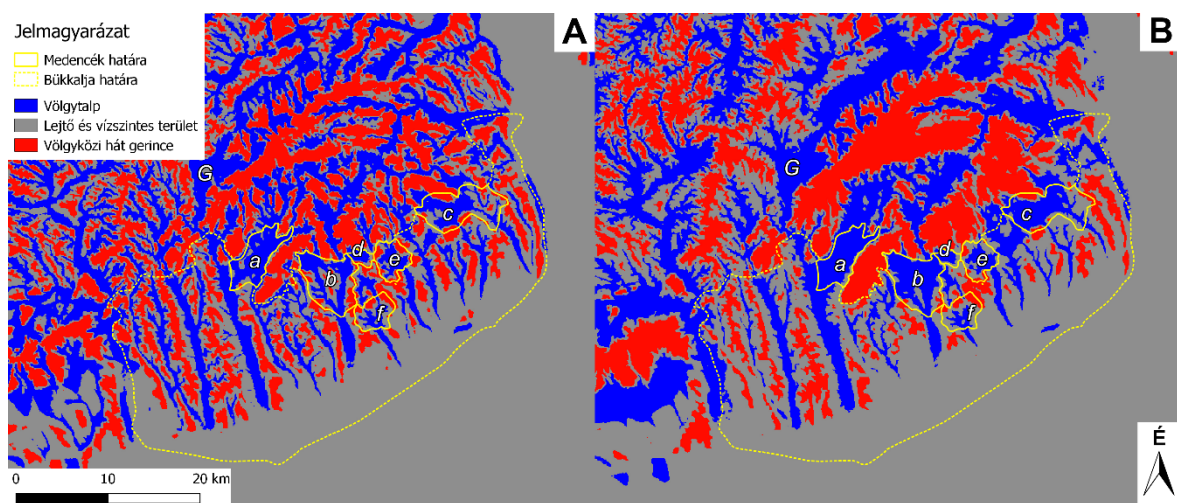 Jelmagyarázat
Medencék határa
Bükkalja határa
Völgytalp
Lejtő és vízszintes terület
Völgyközi hát gerince
A
G
a
b
c
d
e
f
0 10 20 km
B
G
a
b
c
d
e
f
É